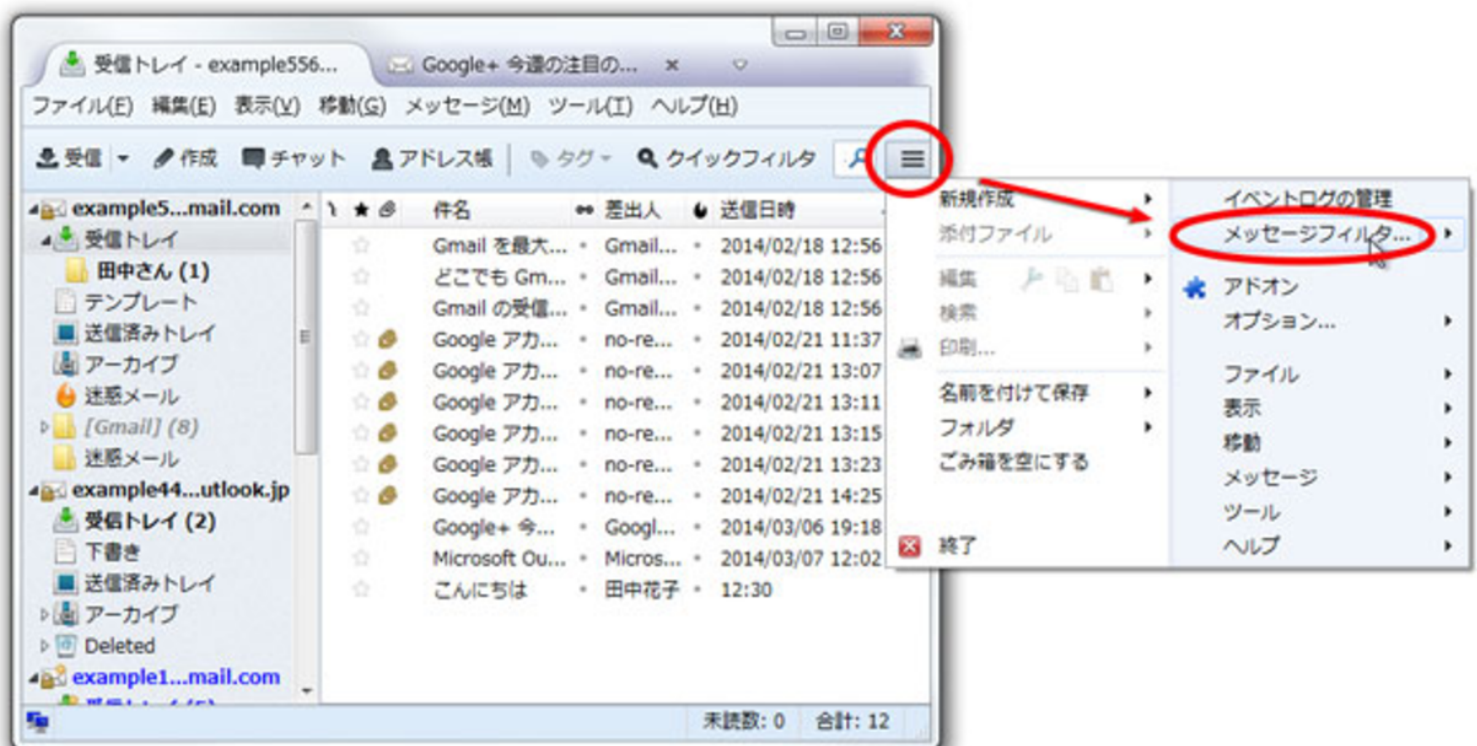 受信トレイ - example556... Google+ 今週の注目の...
ファイル(F) 編集(E) 表示(V) 移動(G) メッセージ(M) ツール(T) ヘルプ(H)
受信 作成 チャット アドレス帳 タグ クイックフィルタ
example5...mail.com
受信トレイ
田中さん (1)
テンプレート
送信済みトレイ
アーカイブ
迷惑メール
[Gmail] (8)
迷惑メール
example44...utlook.jp
受信トレイ (2)
下書き
送信済みトレイ
アーカイブ
Deleted
example1...mail.com
件名 差出人 送信日時
Gmail を最大... Gmail... 2014/02/18 12:56
どこでも Gm... Gmail... 2014/02/18 12:56
Gmail の受信... Gmail... 2014/02/18 12:56
Google アカ... no-re... 2014/02/21 11:37
Google アカ... no-re... 2014/02/21 13:07
Google アカ... no-re... 2014/02/21 13:11
Google アカ... no-re... 2014/02/21 13:15
Google アカ... no-re... 2014/02/21 13:23
Google アカ... no-re... 2014/02/21 14:25
Google+ 今... Googl... 2014/03/06 19:18
Microsoft Ou... Micros... 2014/03/07 12:02
こんにちは 田中花子 12:30
未読数: 0 合計: 12
新規作成
添付ファイル
編集
検索
印刷...
名前を付けて保存
フォルダ
ごみ箱を空にする
終了
イベントログの管理
メッセージフィルタ...
アドオン
オプション...
ファイル
表示
移動
メッセージ
ツール
ヘルプ